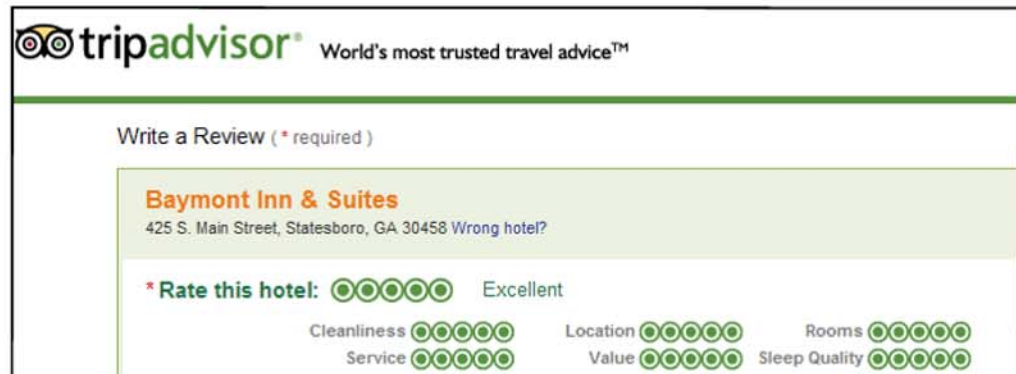 tripadvisor® World's most trusted travel advice™
Write a Review ( * required )
Baymont Inn & Suites
425 S. Main Street, Statesboro, GA 30458 Wrong hotel?
* Rate this hotel: Excellent
Cleanliness Location Rooms
Service Value Sleep Quality